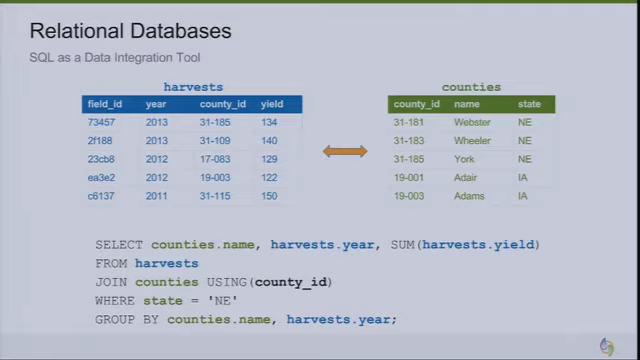 Relational Databases
SQL as a Data Integration Tool
harvests
field_id year county_id yield
73457 2013 31-185 134
2f188 2013 31-109 140
23cb8 2012 17-083 129
ea3e2 2012 19-003 122
c6137 2011 31-115 150
counties
county_id name state
31-181 Webster NE
31-183 Wheeler NE
31-185 York NE
19-001 Adair IA
19-003 Adams IA
SELECT counties.name, harvests.year, SUM(harvests.yield)
FROM harvests
JOIN counties USING(county_id)
WHERE state = 'NE'
GROUP BY counties.name, harvests.year;